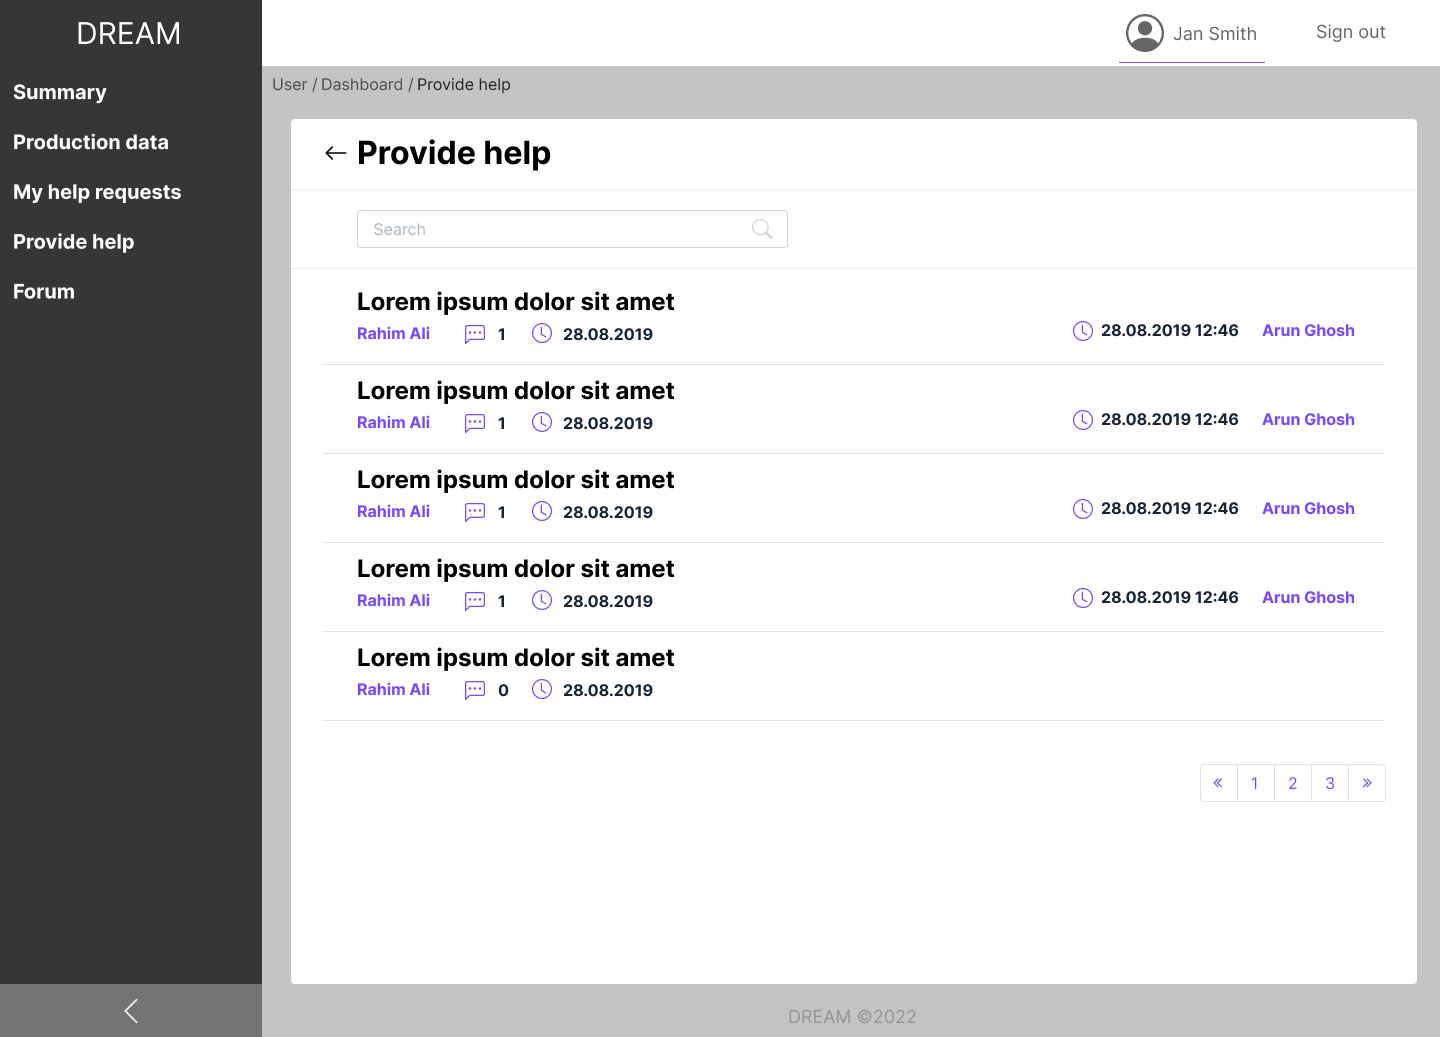 DREAM
Jan Smith
Sign out
Summary
Production data
My help requests
Provide help
Forum
User / Dashboard / Provide help
Provide help
Search
Lorem ipsum dolor sit amet
Rahim Ali 1 28.08.2019 28.08.2019 12:46 Arun Ghosh
Lorem ipsum dolor sit amet
Rahim Ali 1 28.08.2019 28.08.2019 12:46 Arun Ghosh
Lorem ipsum dolor sit amet
Rahim Ali 1 28.08.2019 28.08.2019 12:46 Arun Ghosh
Lorem ipsum dolor sit amet
Rahim Ali 1 28.08.2019 28.08.2019 12:46 Arun Ghosh
Lorem ipsum dolor sit amet
Rahim Ali 0 28.08.2019
« 1 2 3 »
DREAM ©2022